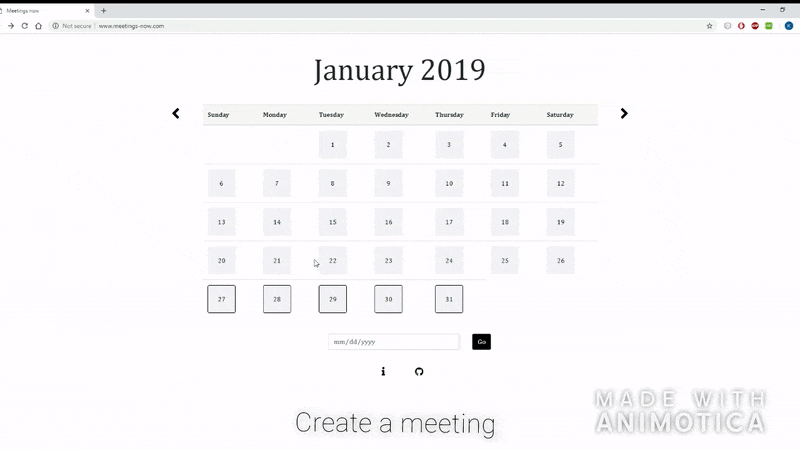 Meetings-now
Not secure | www.meetings-now.com
January 2019
Sunday Monday Tuesday Wednesday Thursday Friday Saturday
1 2 3 4 5
6 7 8 9 10 11 12
13 14 15 16 17 18 19
20 21 22 23 24 25 26
27 28 29 30 31
mm/dd/yyyy Go
Create a meeting
MADE WITH
ANIMOTICA